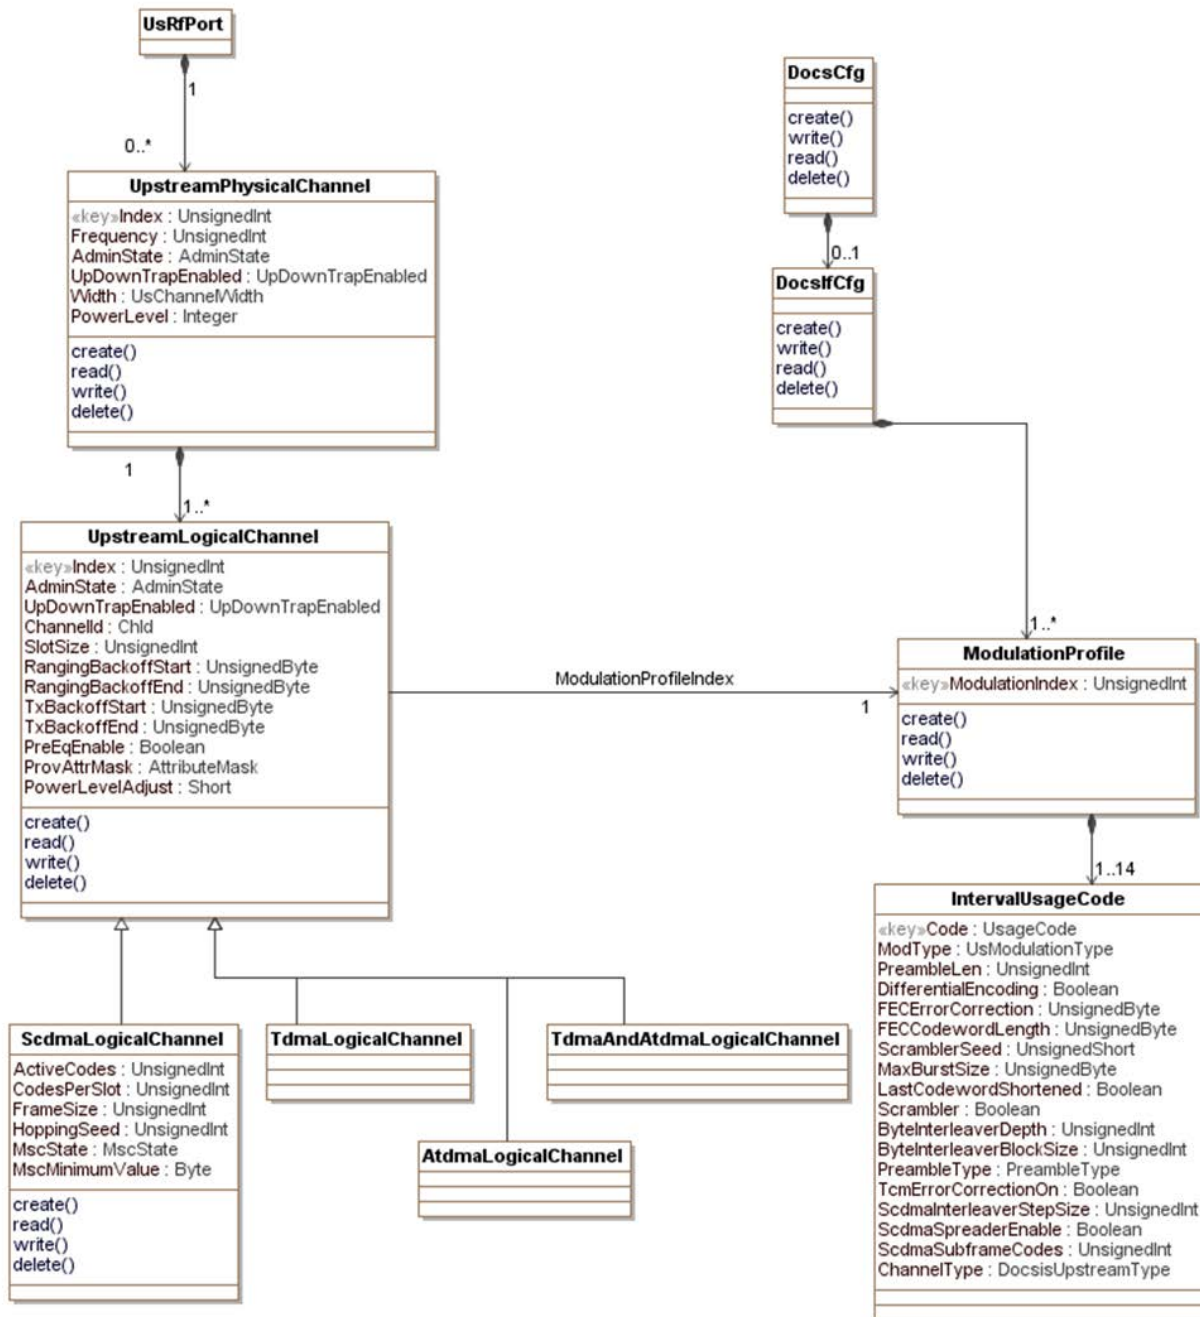 UsRfPort
1
0..*
UpstreamPhysicalChannel
«key»Index : UnsignedInt
Frequency : UnsignedInt
AdminState : AdminState
UpDownTrapEnabled : UpDownTrapEnabled
Width : UsChannelWidth
PowerLevel : Integer
create()
read()
write()
delete()
1
1..*
UpstreamLogicalChannel
«key»Index : UnsignedInt
AdminState : AdminState
UpDownTrapEnabled : UpDownTrapEnabled
ChannelId : ChId
SlotSize : UnsignedInt
RangingBackoffStart : UnsignedByte
RangingBackoffEnd : UnsignedByte
TxBackoffStart : UnsignedByte
TxBackoffEnd : UnsignedByte
PreEqEnable : Boolean
ProvAttrMask : AttributeMask
PowerLevelAdjust : Short
create()
read()
write()
delete()
ScdmaLogicalChannel
ActiveCodes : UnsignedInt
CodesPerSlot : UnsignedInt
FrameSize : UnsignedInt
HoppingSeed : UnsignedInt
MscState : MscState
MscMinimumValue : Byte
create()
read()
write()
delete()
TdmaLogicalChannel
AtdmaLogicalChannel
TdmaAndAtdmaLogicalChannel
DocsCfg
create()
write()
read()
delete()
0..1
DocsIfCfg
create()
write()
read()
delete()
1..*
ModulationProfileIndex
1
ModulationProfile
«key»ModulationIndex : UnsignedInt
create()
read()
write()
delete()
1..14
IntervalUsageCode
«key»Code : UsageCode
ModType : UsModulationType
PreambleLen : UnsignedInt
DifferentialEncoding : Boolean
FECErrorCorrection : UnsignedByte
FECCodewordLength : UnsignedByte
ScramblerSeed : UnsignedShort
MaxBurstSize : UnsignedByte
LastCodewordShortened : Boolean
Scrambler : Boolean
ByteInterleaverDepth : UnsignedInt
ByteInterleaverBlockSize : UnsignedInt
PreambleType : PreambleType
TcmErrorCorrectionOn : Boolean
ScdmaInterleaverStepSize : UnsignedInt
ScdmaSpreaderEnable : Boolean
ScdmaSubframeCodes : UnsignedInt
ChannelType : DocsisUpstreamType